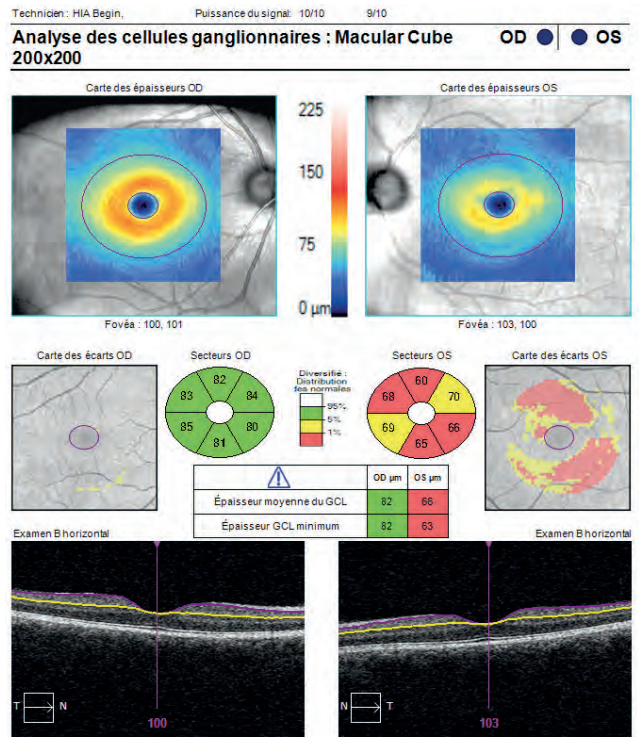 Technicien : HIA Begin, Puissance du signal: 10/10 9/10
Analyse des cellules ganglionnaires : Macular Cube 200x200 OD OS
Carte des épaisseurs OD
225
150
75
0 µm
Carte des épaisseurs OS
Fovéa : 100, 101
Fovéa : 103, 100
Carte des écarts OD
Secteurs OD
82
83 84
85 80
81
Diversifié :
Distribution
des normales
95%
5%
1%
Secteurs OS
60
68 70
69 66
65
Carte des écarts OS
OD µm OS µm
Épaisseur moyenne du GCL 82 66
Épaisseur GCL minimum 82 63
Examen B horizontal
T N
100
Examen B horizontal
N T
103